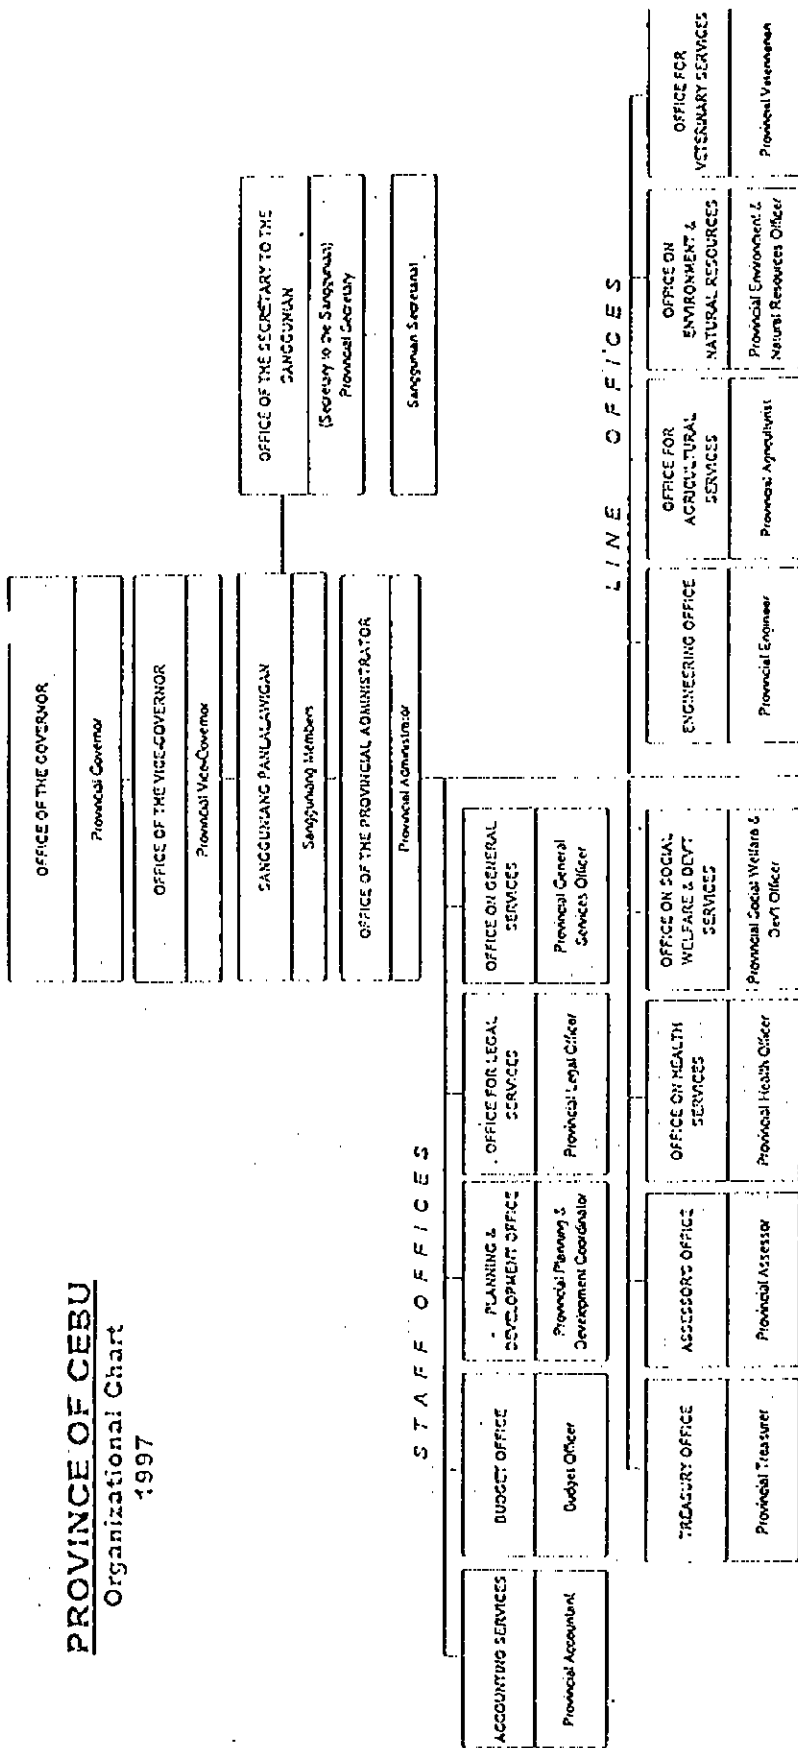 PROVINCE OF CEBU
Organizational Chart
1997
OFFICE OF THE GOVERNOR
Provincial Governor
OFFICE OF THE VICE-GOVERNOR
Provincial Vice-Governor
SANGGUNIANG PANLALAWIGAN
Sangguniang Members
OFFICE OF THE PROVINCIAL ADMINISTRATOR
Provincial Administrator
OFFICE OF THE SECRETARY TO THE
SANGGUNIAN
(Secretary to the Sanggunian)
Provincial Secretary
Sanggunian Secretariat
STAFF OFFICES
ACCOUNTING SERVICES
Provincial Accountant
BUDGET OFFICE
Budget Officer
PLANNING &
DEVELOPMENT OFFICE
Provincial Planning &
Development Coordinator
OFFICE FOR LEGAL
SERVICES
Provincial Legal Officer
OFFICE ON GENERAL
SERVICES
Provincial General
Services Officer
LINE OFFICES
TREASURY OFFICE
Provincial Treasurer
ASSESSORS OFFICE
Provincial Assessor
OFFICE ON HEALTH
SERVICES
Provincial Health Officer
OFFICE ON SOCIAL
WELFARE & DEV'T
SERVICES
Provincial Social Welfare &
Dev't Officer
ENGINEERING OFFICE
Provincial Engineer
OFFICE FOR
AGRICULTURAL
SERVICES
Provincial Agriculturist
OFFICE ON
ENVIRONMENT &
NATURAL RESOURCES
Provincial Environment &
Natural Resources Officer
OFFICE FOR
VETERINARY SERVICES
Provincial Veterinarian